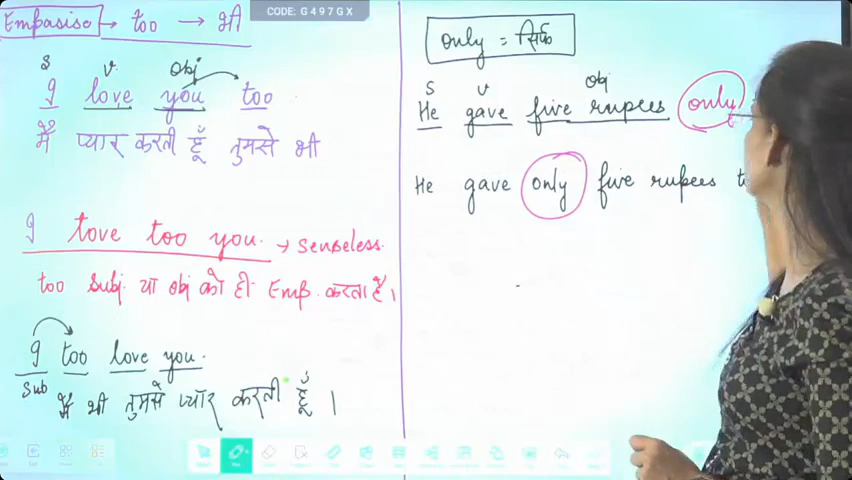 CODE: G497GX
Empasise → too → भी
S V Obj
I love you too
मैं प्यार करती हूँ तुमसे भी
I love too you. → senseless.
too Subj. या Obj को ही Emp. करता है।
I too love you.
Sub
मैं भी तुमसे प्यार करती हूँ।
only = सिर्फ
S V Obj
He gave five rupees only
He gave only five rupees